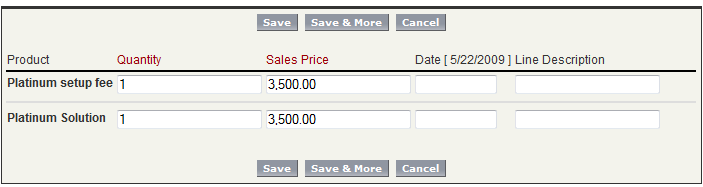 Save Save & More Cancel
Product Quantity Sales Price Date [ 5/22/2009 ] Line Description
Platinum setup fee 1 3,500.00
Platinum Solution 1 3,500.00
Save Save & More Cancel